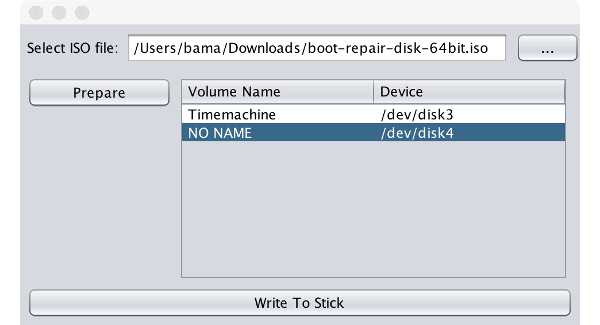 Select ISO file: /Users/bama/Downloads/boot-repair-disk-64bit.iso ...
Prepare
Volume Name Device
Timemachine /dev/disk3
NO NAME /dev/disk4
Write To Stick